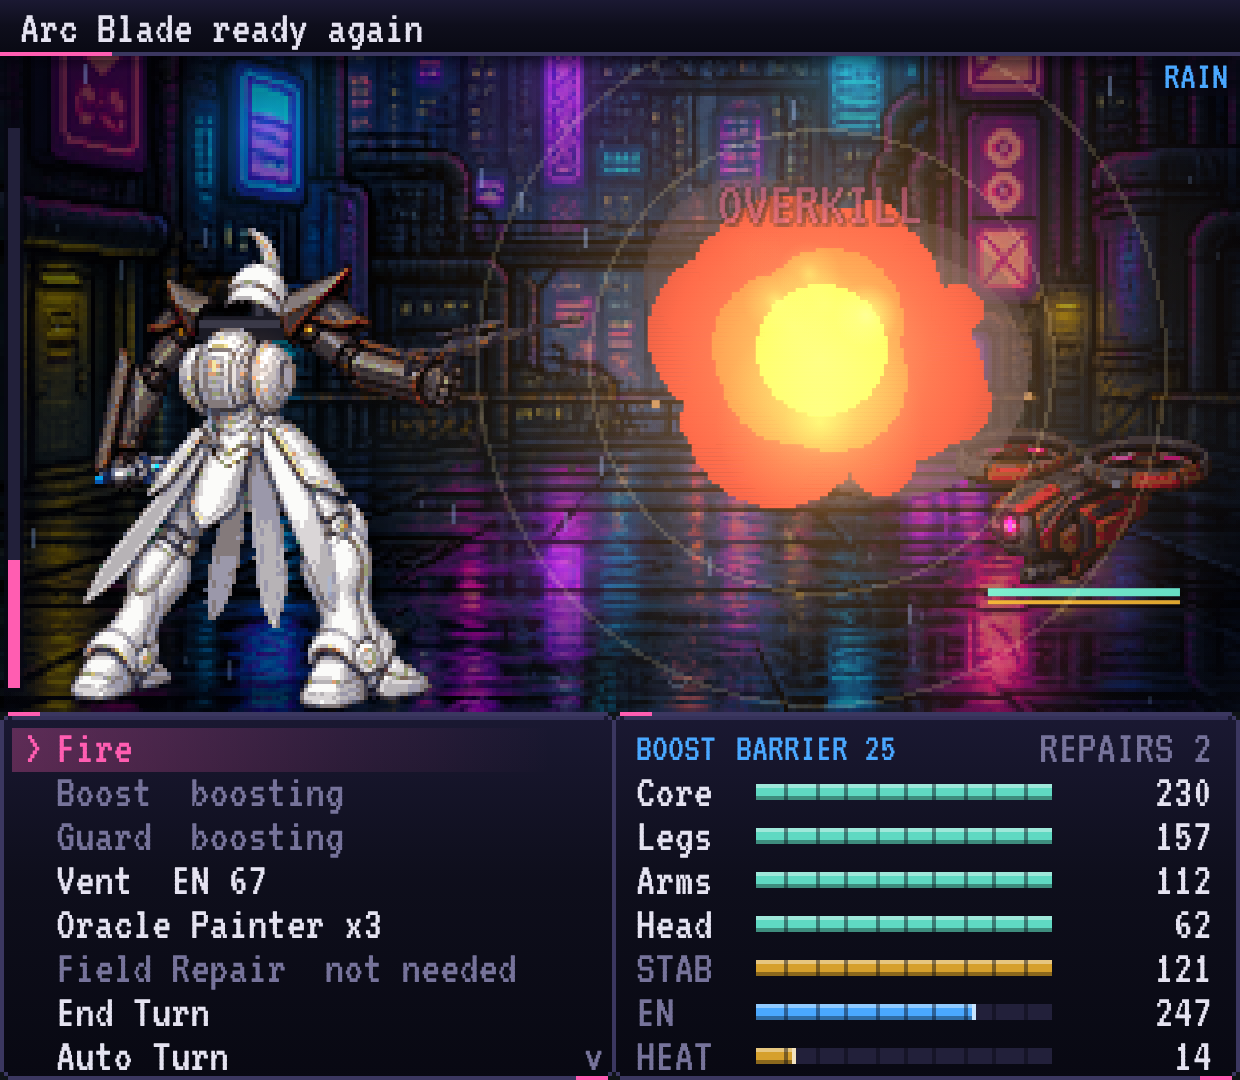 Arc Blade ready again
RAIN
OVERKILL
> Fire
Boost boosting
Guard boosting
Vent EN 67
Oracle Painter x3
Field Repair not needed
End Turn
Auto Turn v
BOOST BARRIER 25 REPAIRS 2
Core 230
Legs 157
Arms 112
Head 62
STAB 121
EN 247
HEAT 14